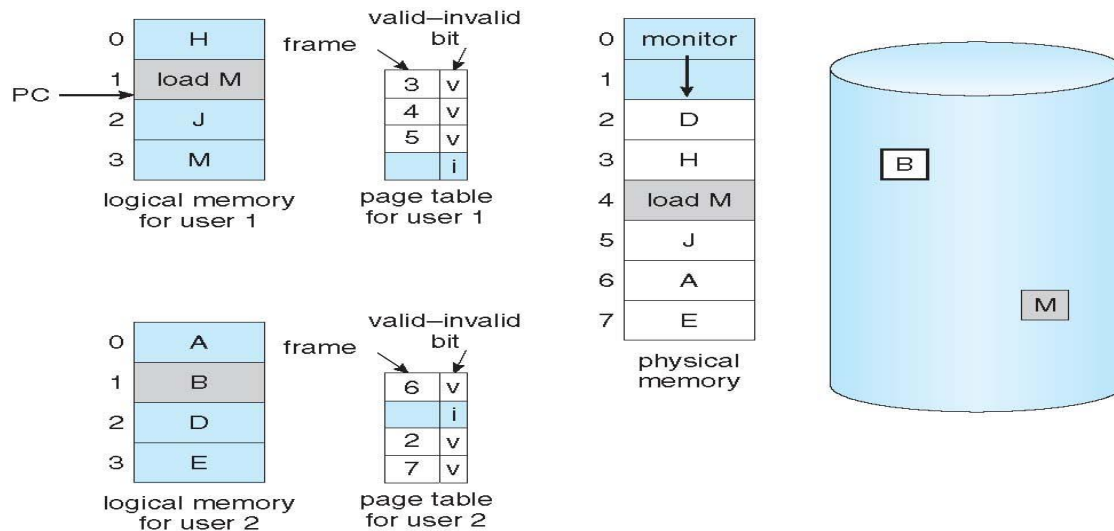 valid–invalid
bit
frame
0 H
1 load M
PC
2 J
3 M
logical memory
for user 1
3 v
4 v
5 v
i
page table
for user 1
0 A
1 B
2 D
3 E
logical memory
for user 2
valid–invalid
bit
frame
6 v
i
2 v
7 v
page table
for user 2
0 monitor
1
2 D
3 H
4 load M
5 J
6 A
7 E
physical
memory
B
M